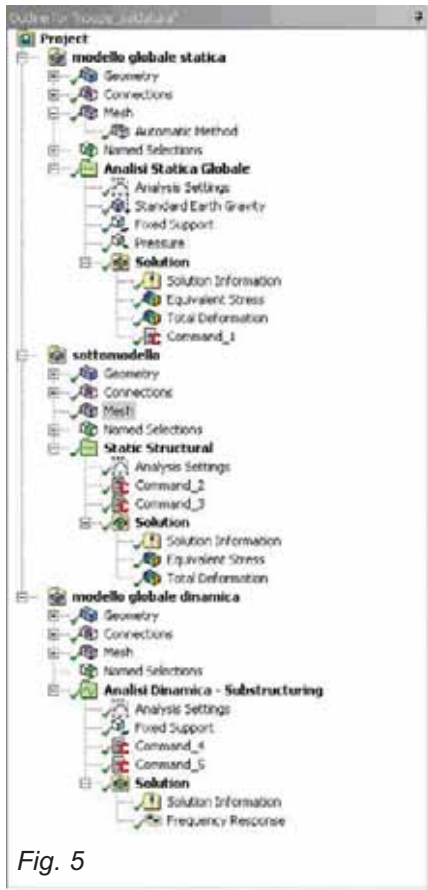 Outline for
Project
modello globale statica
Geometry
Connections
Mesh
Automatic Method
Named Selections
Analisi Statica Globale
Analysis Settings
Standard Earth Gravity
Fixed Support
Pressure
Solution
Solution Information
Equivalent Stress
Total Deformation
Command_1
sottomodello
Geometry
Connections
Mesh
Named Selections
Static Structural
Analysis Settings
Command_2
Command_3
Solution
Solution Information
Equivalent Stress
Total Deformation
modello globale dinamica
Geometry
Connections
Mesh
Named Selections
Analisi Dinamica - Substructuring
Analysis Settings
Fixed Support
Command_4
Command_5
Solution
Solution Information
Frequency Response
Fig. 5